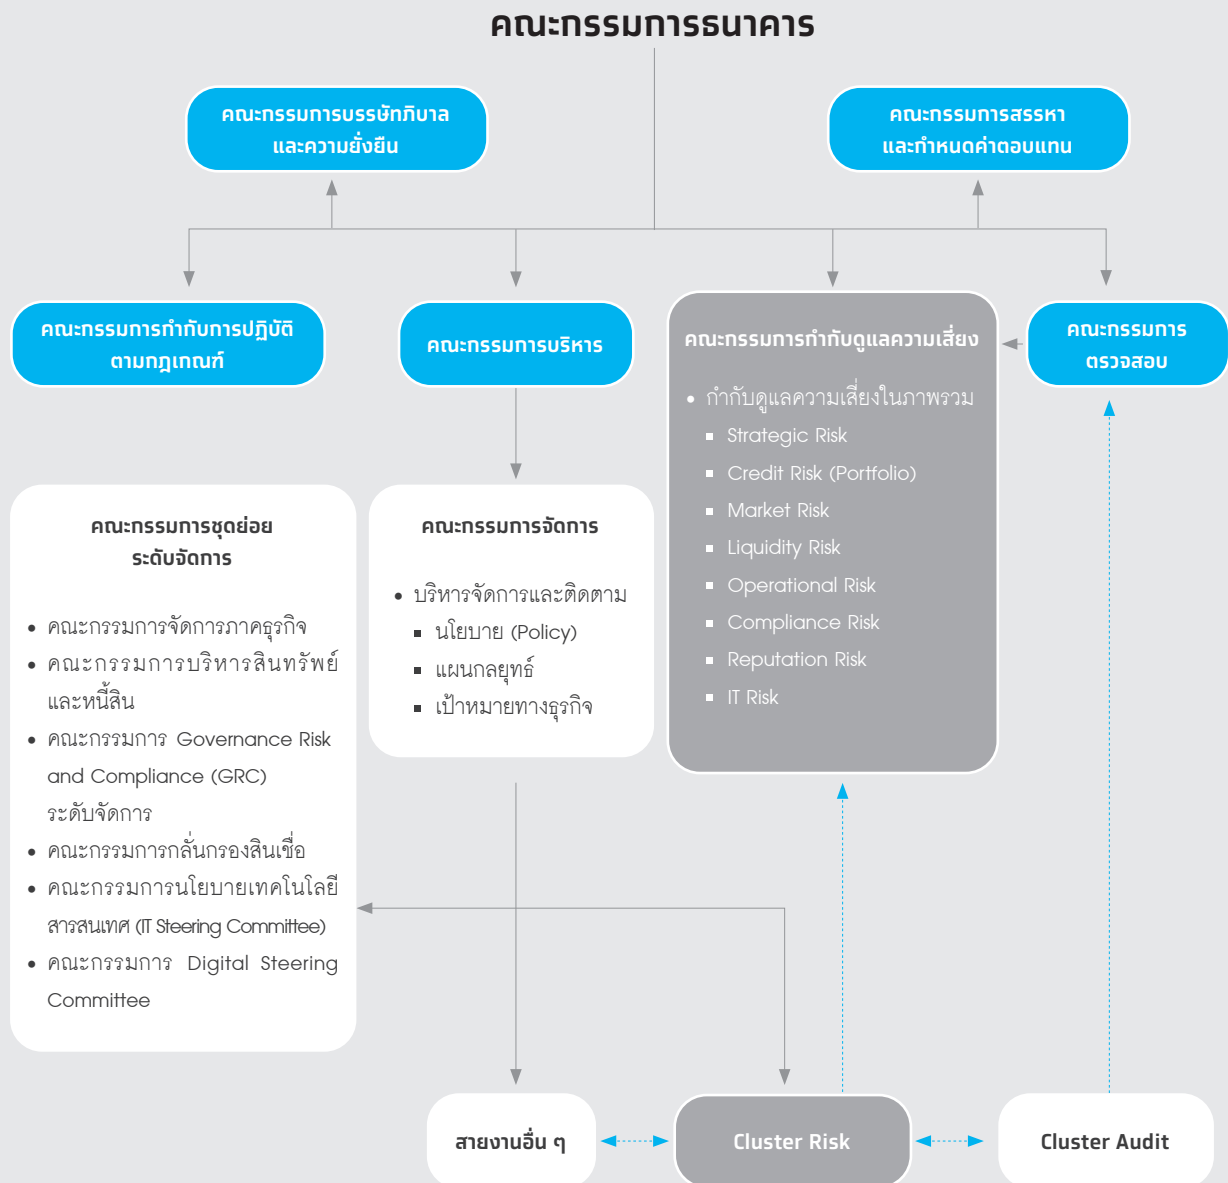 คณะกรรมการธนาคาร
คณะกรรมการบรรษัทภิบาล
และความยั่งยืน
คณะกรรมการสรรหา
และกำหนดค่าตอบแทน
คณะกรรมการกำกับการปฏิบัติ
ตามกฎเกณฑ์
คณะกรรมการบริหาร
คณะกรรมการกำกับดูแลความเสี่ยง
• กำกับดูแลความเสี่ยงในภาพรวม
▪ Strategic Risk
▪ Credit Risk (Portfolio)
▪ Market Risk
▪ Liquidity Risk
▪ Operational Risk
▪ Compliance Risk
▪ Reputation Risk
▪ IT Risk
คณะกรรมการ
ตรวจสอบ
คณะกรรมการชุดย่อย
ระดับจัดการ
• คณะกรรมการจัดการภาคธุรกิจ
• คณะกรรมการบริหารสินทรัพย์
และหนี้สิน
• คณะกรรมการ Governance Risk
and Compliance (GRC)
ระดับจัดการ
• คณะกรรมการกลั่นกรองสินเชื่อ
• คณะกรรมการนโยบายเทคโนโลยี
สารสนเทศ (IT Steering Committee)
• คณะกรรมการ Digital Steering
Committee
คณะกรรมการจัดการ
• บริหารจัดการและติดตาม
▪ นโยบาย (Policy)
▪ แผนกลยุทธ์
▪ เป้าหมายทางธุรกิจ
สายงานอื่น ๆ
Cluster Risk
Cluster Audit